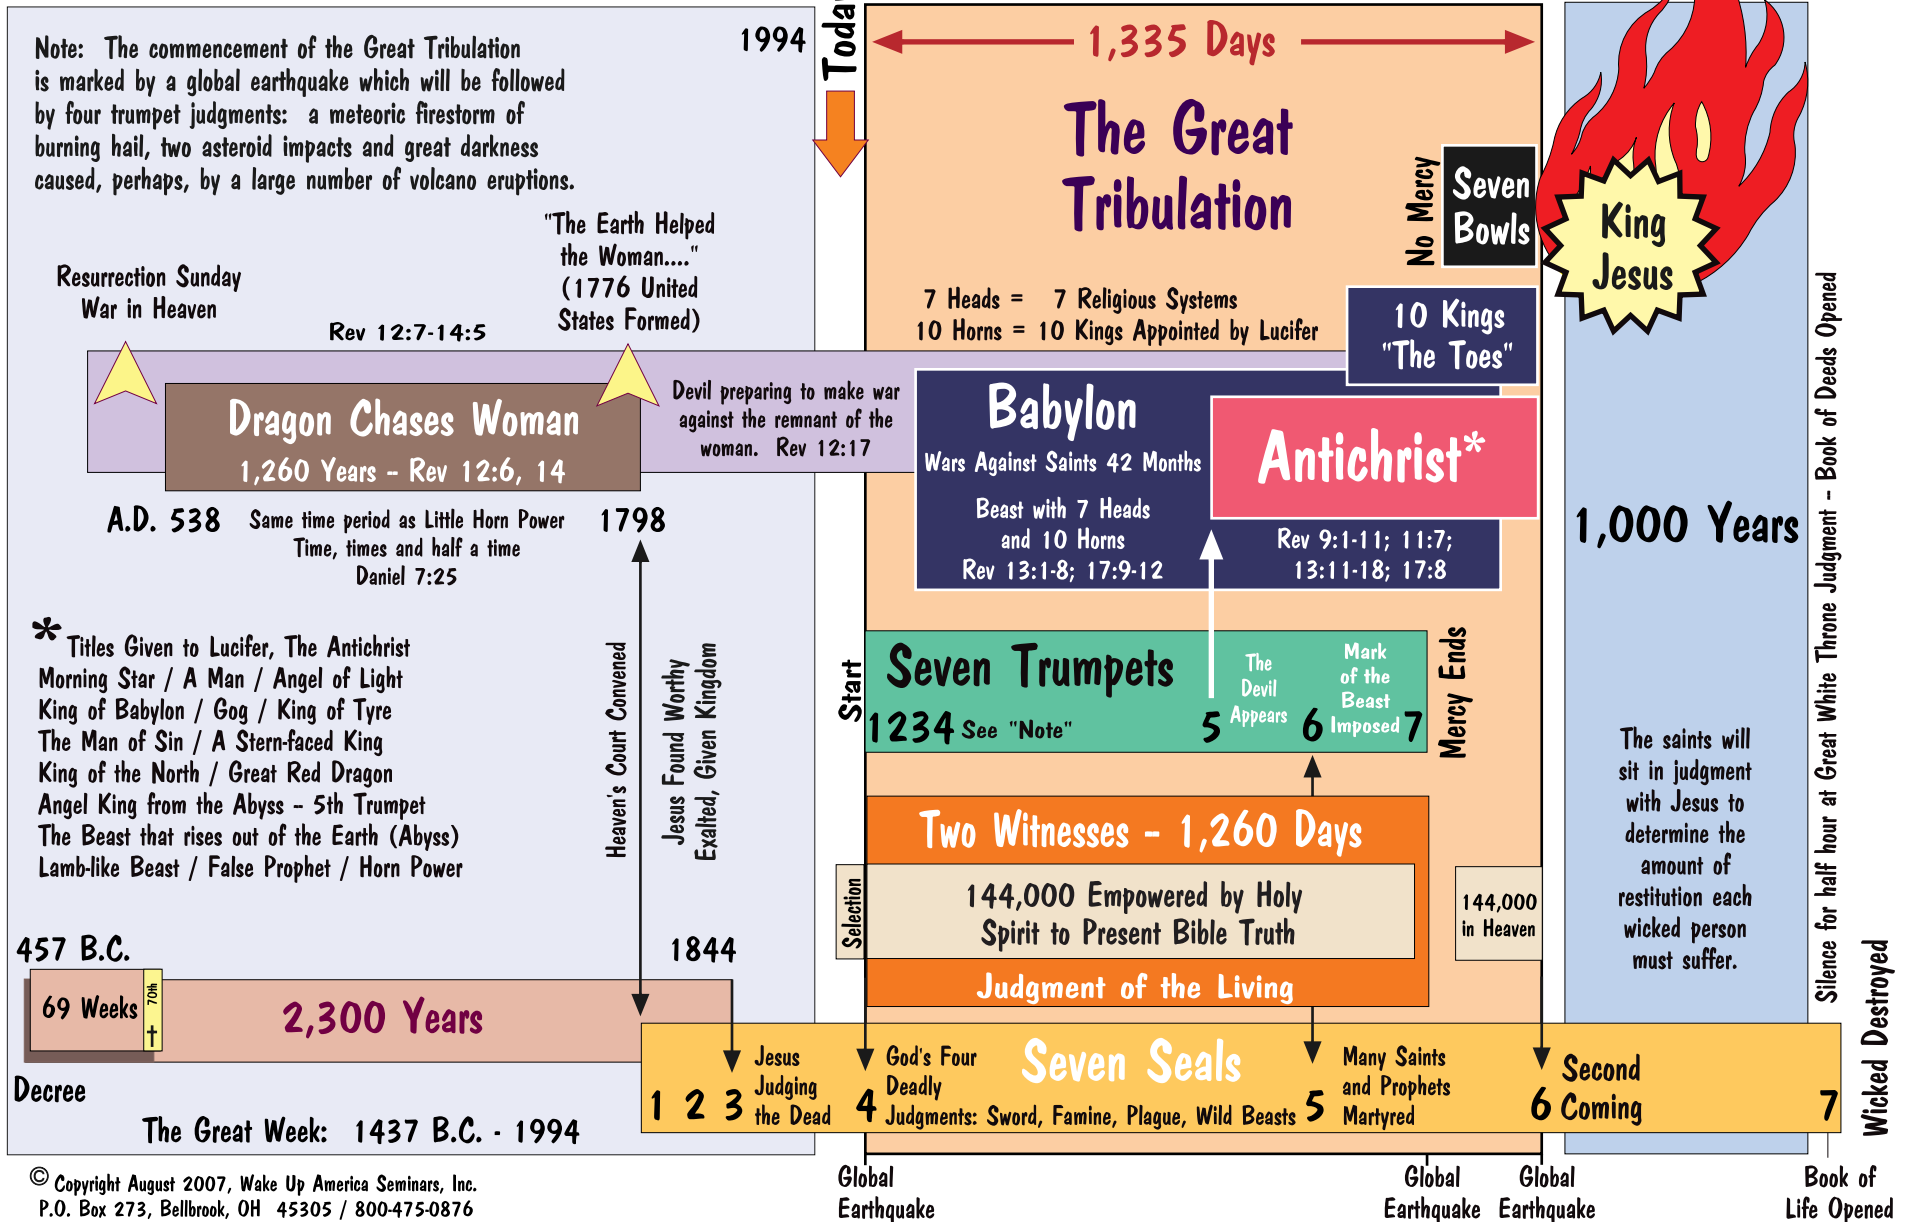 Note: The commencement of the Great Tribulation
is marked by a global earthquake which will be followed
by four trumpet judgments: a meteoric firestorm of
burning hail, two asteroid impacts and great darkness
caused, perhaps, by a large number of volcano eruptions.
1994
Today
1,335 Days
The Great
Tribulation
No Mercy
Seven
Bowls
King
Jesus
"The Earth Helped
the Woman...."
(1776 United
States Formed)
Resurrection Sunday
War in Heaven
Rev 12:7-14:5
7 Heads = 7 Religious Systems
10 Horns = 10 Kings Appointed by Lucifer
10 Kings
"The Toes"
Dragon Chases Woman
1,260 Years - Rev 12:6, 14
Devil preparing to make war
against the remnant of the
woman. Rev 12:17
Babylon
Wars Against Saints 42 Months
Beast with 7 Heads
and 10 Horns
Rev 13:1-8; 17:9-12
Antichrist*
Rev 9:1-11; 11:7;
13:11-18; 17:8
A.D. 538
Same time period as Little Horn Power
Time, times and half a time
Daniel 7:25
1798
1,000 Years
* Titles Given to Lucifer, The Antichrist
Morning Star / A Man / Angel of Light
King of Babylon / Gog / King of Tyre
The Man of Sin / A Stern-faced King
King of the North / Great Red Dragon
Angel King from the Abyss - 5th Trumpet
The Beast that rises out of the Earth (Abyss)
Lamb-like Beast / False Prophet / Horn Power
Heaven's Court Convened
Jesus Found Worthy
Exalted, Given Kingdom
Start
Seven Trumpets
1 2 3 4 See "Note"
5
The
Devil
Appears
6
Mark
of the
Beast
Imposed
7
Mercy Ends
Two Witnesses - 1,260 Days
Selection
144,000 Empowered by Holy
Spirit to Present Bible Truth
Judgment of the Living
144,000
in Heaven
The saints will
sit in judgment
with Jesus to
determine the
amount of
restitution each
wicked person
must suffer.
Silence for half hour at Great White Throne Judgment - Book of Deeds Opened
Wicked Destroyed
457 B.C.
69 Weeks
70th
2,300 Years
1844
Decree
The Great Week: 1437 B.C. - 1994
Seven Seals
1 2 3
Jesus
Judging
the Dead
4
God's Four
Deadly
Judgments: Sword, Famine, Plague, Wild Beasts
5
Many Saints
and Prophets
Martyred
6
Second
Coming
7
© Copyright August 2007, Wake Up America Seminars, Inc.
P.O. Box 273, Bellbrook, OH 45305 / 800-475-0876
Global
Earthquake
Global
Earthquake
Global
Earthquake
Book of
Life Opened